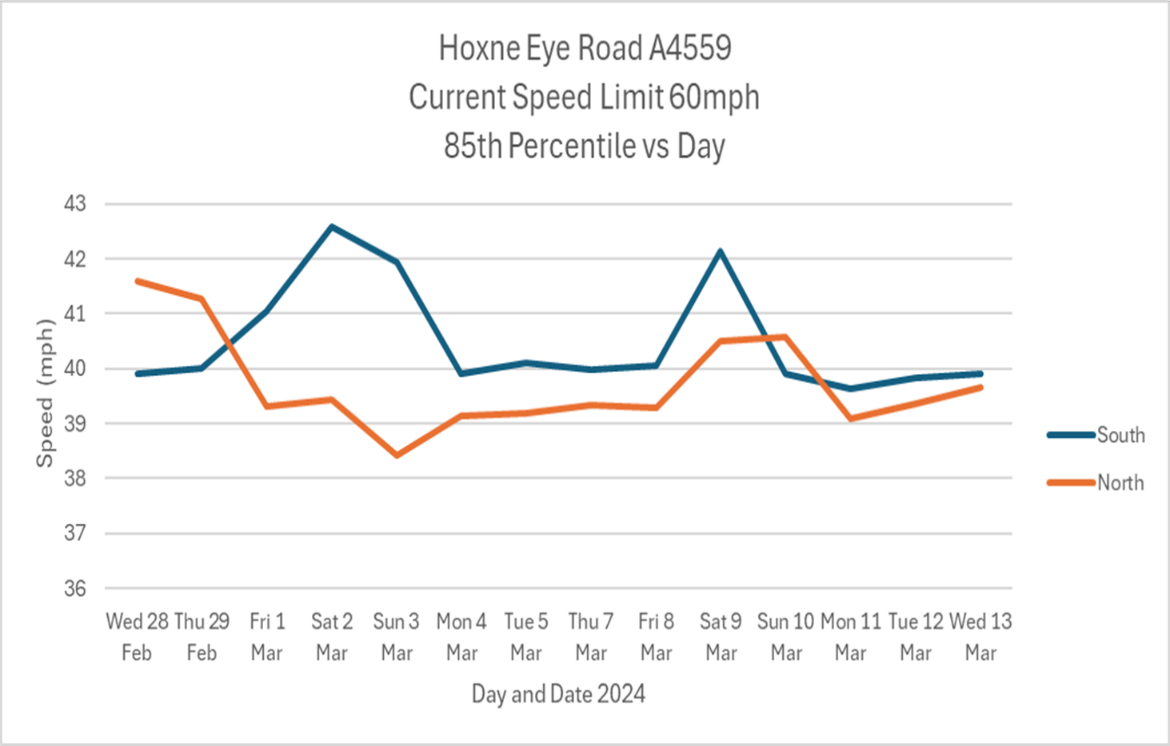 Hoxne Eye Road A4559
Current Speed Limit 60mph
85th Percentile vs Day
43
42
41
40
39
38
37
36
Speed (mph)
South
North
Wed 28 Thu 29 Fri 1 Sat 2 Sun 3 Mon 4 Tue 5 Thu 7 Fri 8 Sat 9 Sun 10 Mon 11 Tue 12 Wed 13
Feb Feb Mar Mar Mar Mar Mar Mar Mar Mar Mar Mar Mar Mar
Day and Date 2024